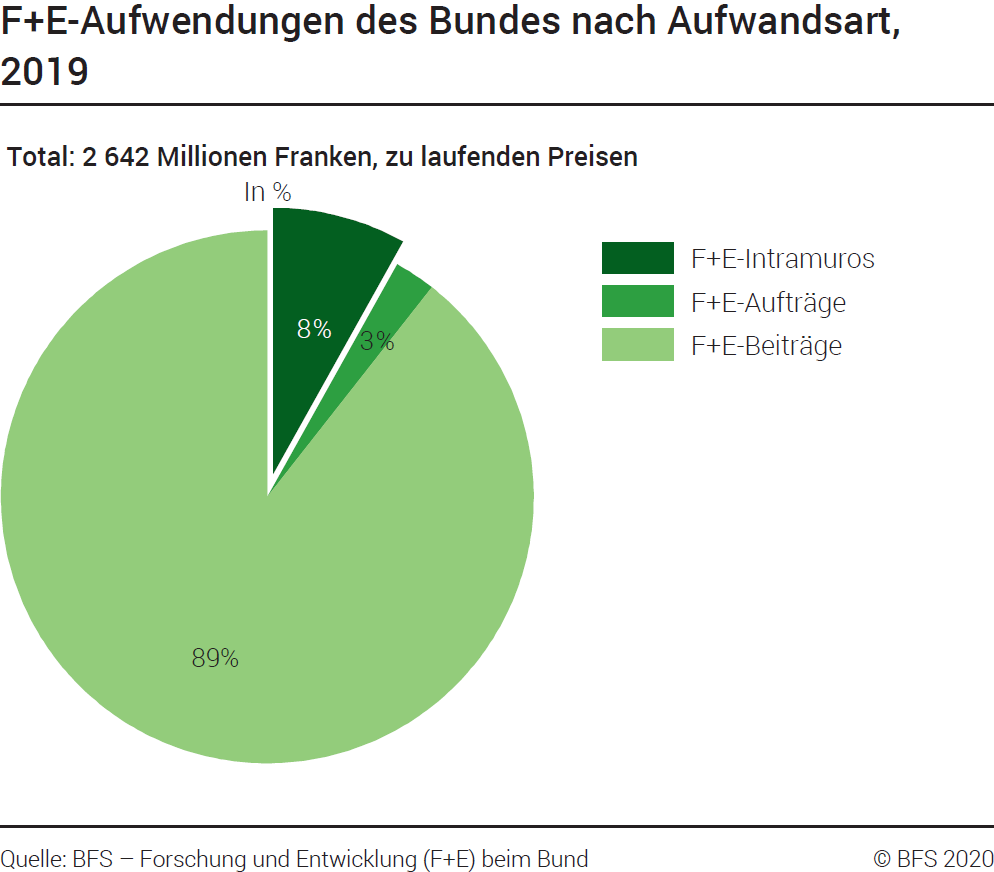 F+E-Aufwendungen des Bundes nach Aufwandsart,
2019
Total: 2 642 Millionen Franken, zu laufenden Preisen
In %
F+E-Intramuros
F+E-Aufträge
F+E-Beiträge
8%
3%
89%
Quelle: BFS – Forschung und Entwicklung (F+E) beim Bund
© BFS 2020